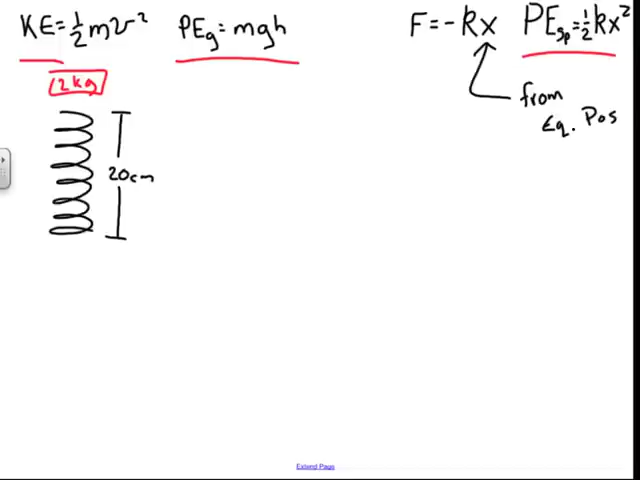 KE=½mv² PEg=mgh F=-kx PEsp=½kx²
2kg
from
Eq. Pos
20cm
Extend Page